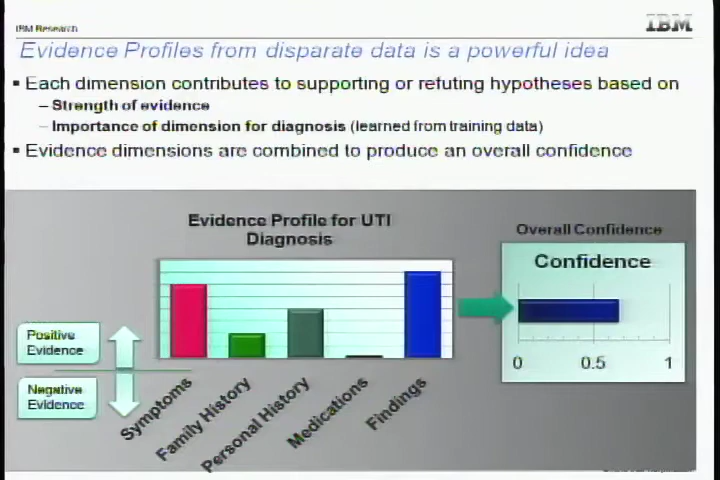 IBM Research
IBM
Evidence Profiles from disparate data is a powerful idea
▪ Each dimension contributes to supporting or refuting hypotheses based on
– Strength of evidence
– Importance of dimension for diagnosis (learned from training data)
▪ Evidence dimensions are combined to produce an overall confidence
Evidence Profile for UTI
Diagnosis
Overall Confidence
Confidence
0 0.5 1
Positive
Evidence
Negative
Evidence
Symptoms
Family History
Personal History
Medications
Findings